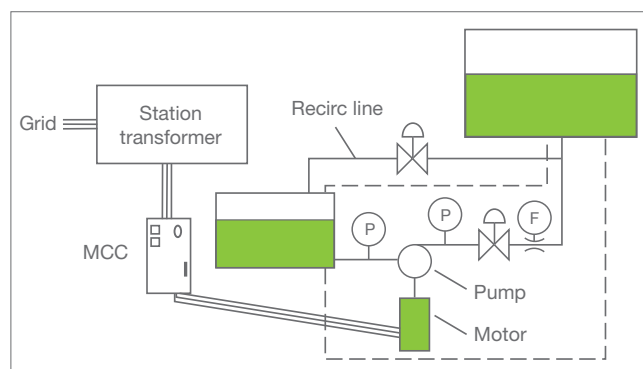 Recirc line
Grid
Station
transformer
P
P
F
MCC
Pump
Motor